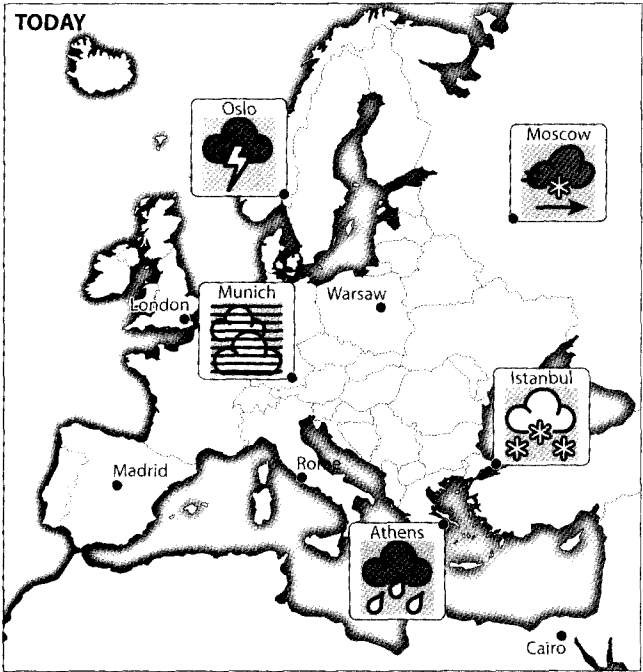 TODAY
Oslo
Moscow
London
Munich
Warsaw
Istanbul
Madrid
Rome
Athens
Cairo